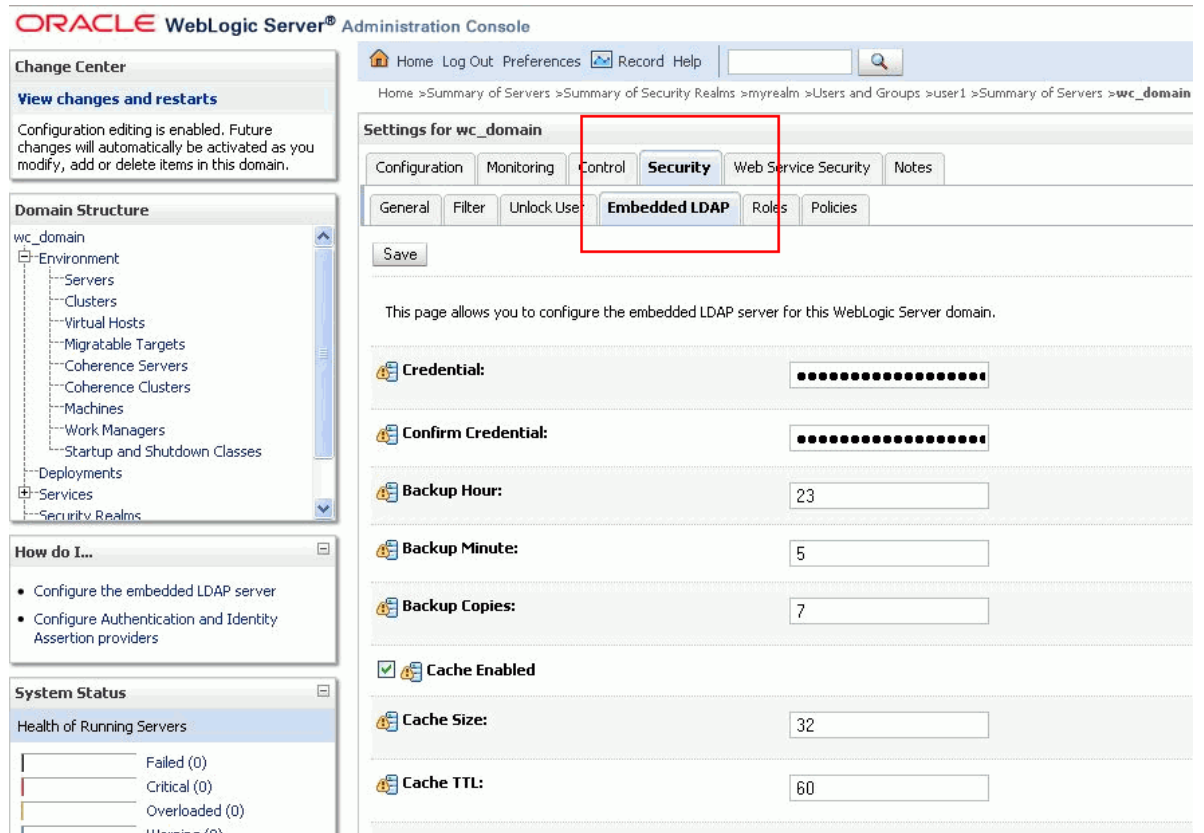 ORACLE WebLogic Server® Administration Console
Change Center
View changes and restarts
Configuration editing is enabled. Future
changes will automatically be activated as you
modify, add or delete items in this domain.
Domain Structure
wc_domain
Environment
Servers
Clusters
Virtual Hosts
Migratable Targets
Coherence Servers
Coherence Clusters
Machines
Work Managers
Startup and Shutdown Classes
Deployments
Services
Security Realms
How do I...
Configure the embedded LDAP server
Configure Authentication and Identity
Assertion providers
System Status
Health of Running Servers
Failed (0)
Critical (0)
Overloaded (0)
Warning (0)
Home Log Out Preferences Record Help
Home >Summary of Servers >Summary of Security Realms >myrealm >Users and Groups >user1 >Summary of Servers >wc_domain
Settings for wc_domain
Configuration Monitoring Control Security Web Service Security Notes
General Filter Unlock User Embedded LDAP Roles Policies
Save
This page allows you to configure the embedded LDAP server for this WebLogic Server domain.
Credential: ●●●●●●●●●●●●●●●●●●
Confirm Credential: ●●●●●●●●●●●●●●●●●●
Backup Hour: 23
Backup Minute: 5
Backup Copies: 7
Cache Enabled
Cache Size: 32
Cache TTL: 60